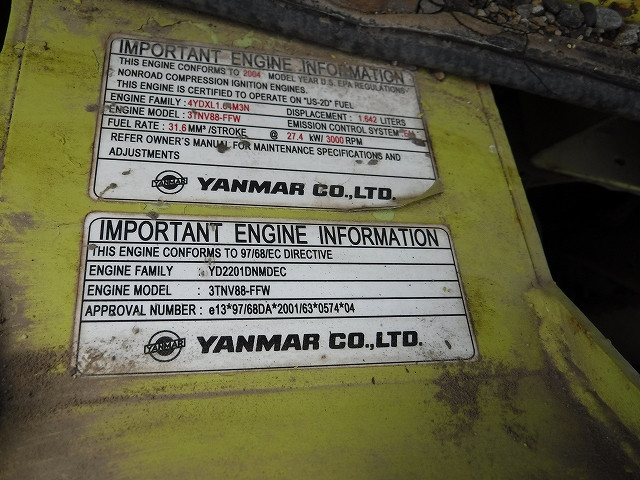 IMPORTANT ENGINE INFORMATION
THIS ENGINE CONFORMS TO 2004 MODEL YEAR U.S. EPA REGULATIONS
NONROAD COMPRESSION IGNITION ENGINES.
THIS ENGINE IS CERTIFIED TO OPERATE ON "US-2D" FUEL
ENGINE FAMILY : 4YDXL1.64M3N
ENGINE MODEL : 3TNV88-FFW DISPLACEMENT : 1.642 LITERS
FUEL RATE : 31.6 MM³ /STROKE @ 27.4 kW/ 3000 RPM EMISSION CONTROL SYSTEM EM
REFER OWNER'S MANUAL FOR MAINTENANCE SPECIFICATIONS AND
ADJUSTMENTS
YANMAR YANMAR CO.,LTD.
IMPORTANT ENGINE INFORMATION
THIS ENGINE CONFORMS TO 97/68/EC DIRECTIVE
ENGINE FAMILY : YD2201DNMDEC
ENGINE MODEL : 3TNV88-FFW
APPROVAL NUMBER : e13*97/68DA*2001/63*0574*04
YANMAR YANMAR CO.,LTD.